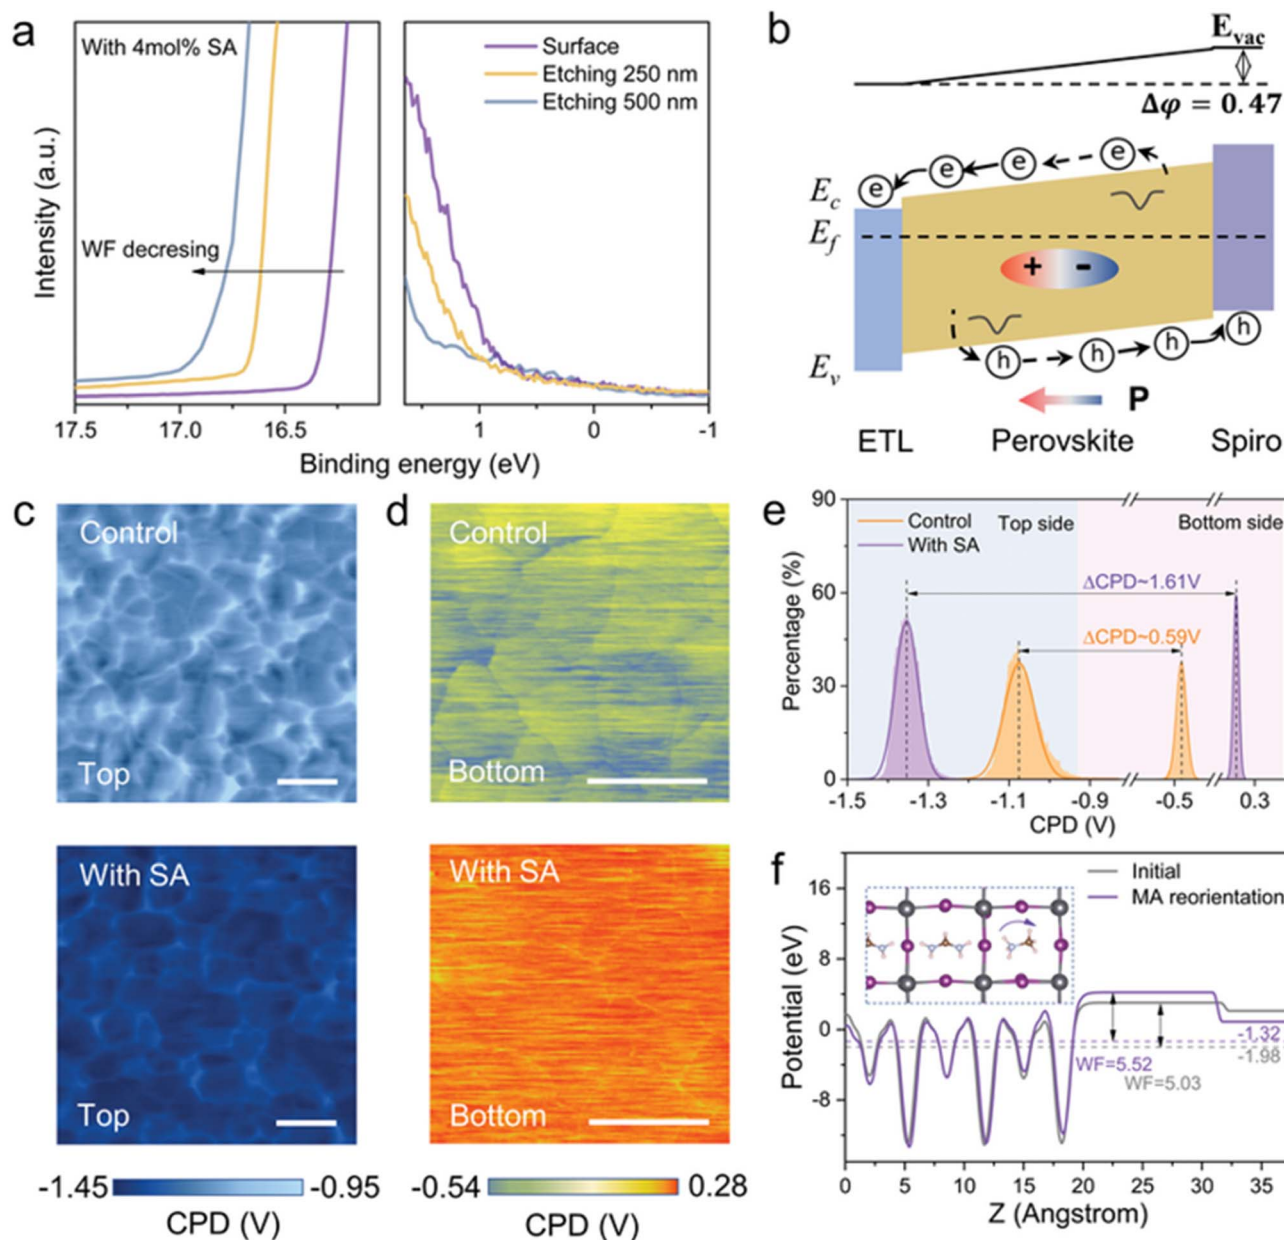 a
With 4mol% SA
Surface
Etching 250 nm
Etching 500 nm
WF decresing
Intensity (a.u.)
17.5
17.0
16.5
1
0
-1
Binding energy (eV)
b
Evac
Δφ = 0.47
e
e
e
e
Ec
Ef
+
-
h
h
h
h
Ev
P
ETL
Perovskite
Spiro
c
Control
Top
With SA
Top
-1.45
-0.95
CPD (V)
d
Control
Bottom
With SA
Bottom
-0.54
0.28
CPD (V)
e
90
60
30
0
Percentage (%)
Control
With SA
Top side
Bottom side
ΔCPD~1.61V
ΔCPD~0.59V
-1.5
-1.3
-1.1
-0.9
-0.5
0.3
CPD (V)
f
16
8
0
-8
Potential (eV)
Initial
MA reorientation
-1.32
-1.98
WF=5.52
WF=5.03
0
5
10
15
20
25
30
35
Z (Angstrom)